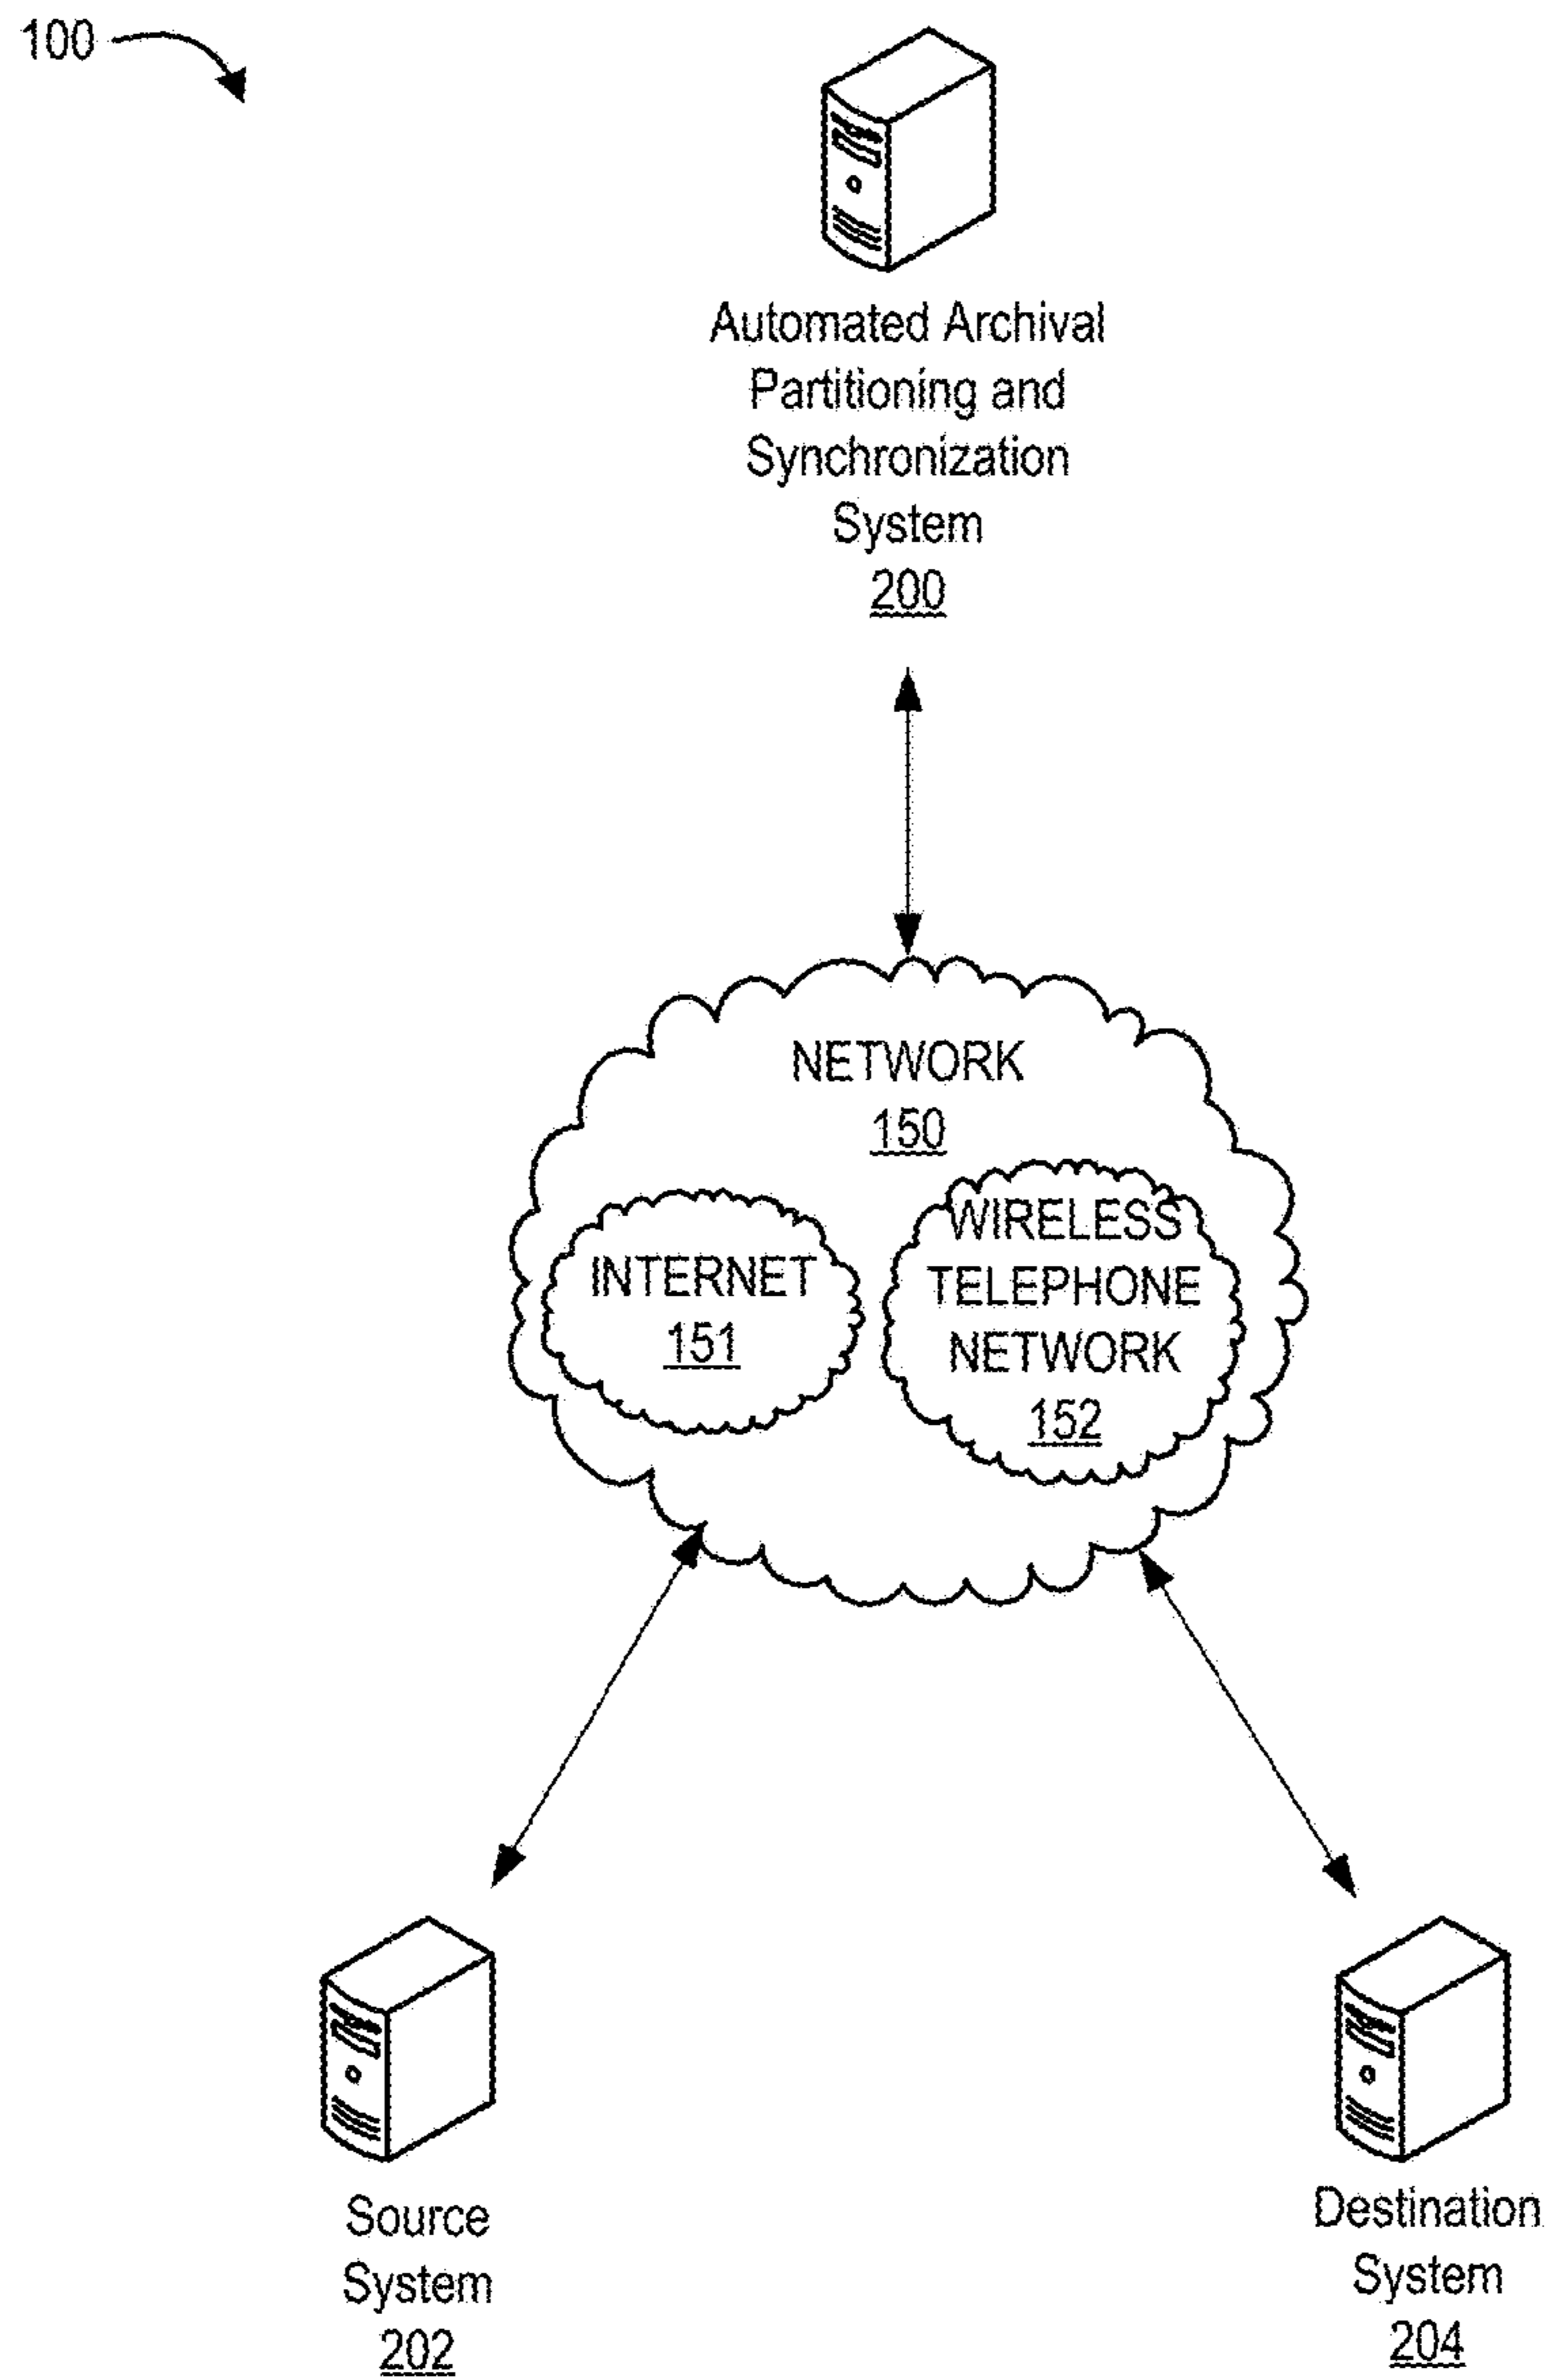 100
Automated Archival
Partitioning and
Synchronization
System
200
NETWORK
150
INTERNET
151
WIRELESS
TELEPHONE
NETWORK
152
Source
System
202
Destination
System
204